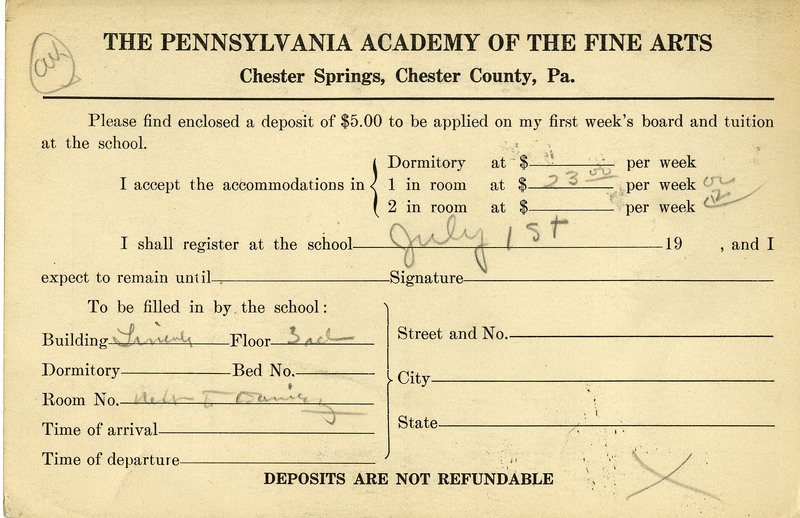 THE PENNSYLVANIA ACADEMY OF THE FINE ARTS
Chester Springs, Chester County, Pa.
Please find enclosed a deposit of $5.00 to be applied on my first week's board and tuition
at the school.
Dormitory at $ per week
I accept the accommodations in 1 in room at $ 23 00 per week or
2 in room at $ per week
I shall register at the school July 1st 19 , and I
expect to remain until Signature
To be filled in by the school:
Building Lincoln Floor 3rd
Street and No.
Dormitory Bed No.
City
Room No.
State
Time of arrival
Time of departure
DEPOSITS ARE NOT REFUNDABLE